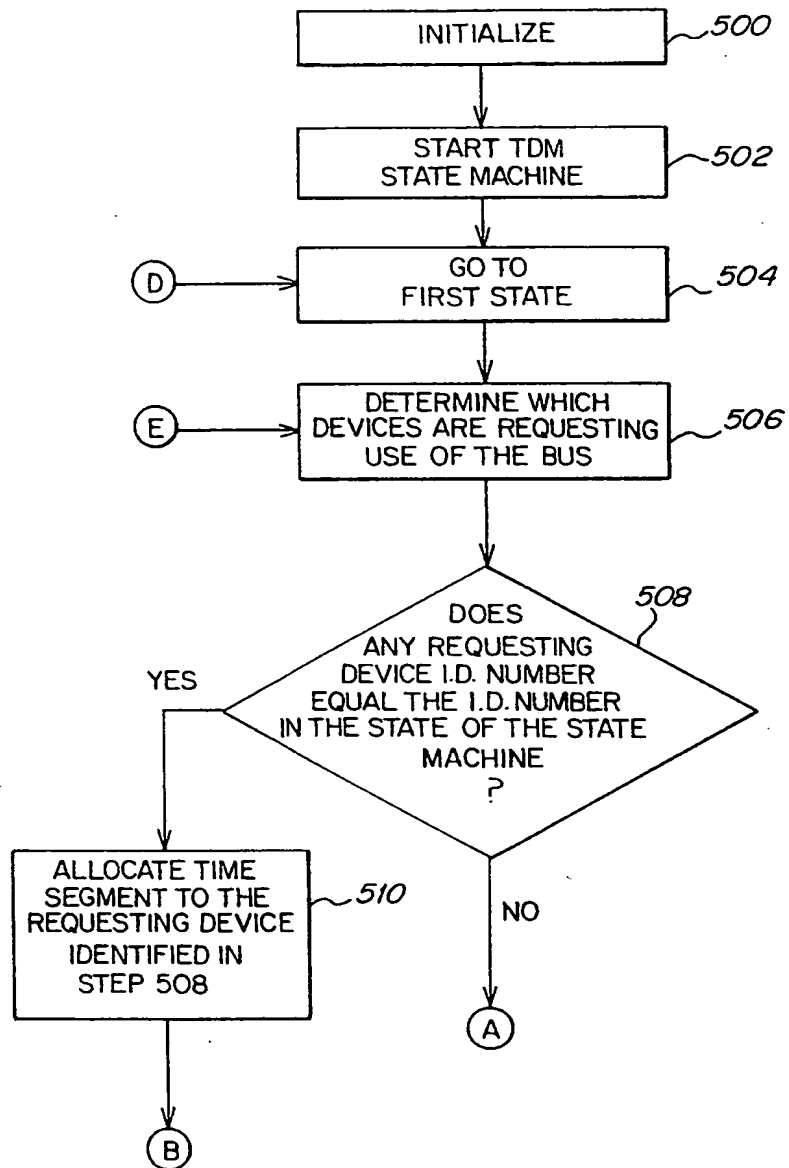 INITIALIZE
500
START TDM
STATE MACHINE
502
D
GO TO
FIRST STATE
504
E
DETERMINE WHICH
DEVICES ARE REQUESTING
USE OF THE BUS
506
DOES
ANY REQUESTING
DEVICE I.D. NUMBER
EQUAL THE I.D. NUMBER
IN THE STATE OF THE STATE
MACHINE
?
508
YES
ALLOCATE TIME
SEGMENT TO THE
REQUESTING DEVICE
IDENTIFIED IN
STEP 508
510
NO
A
B